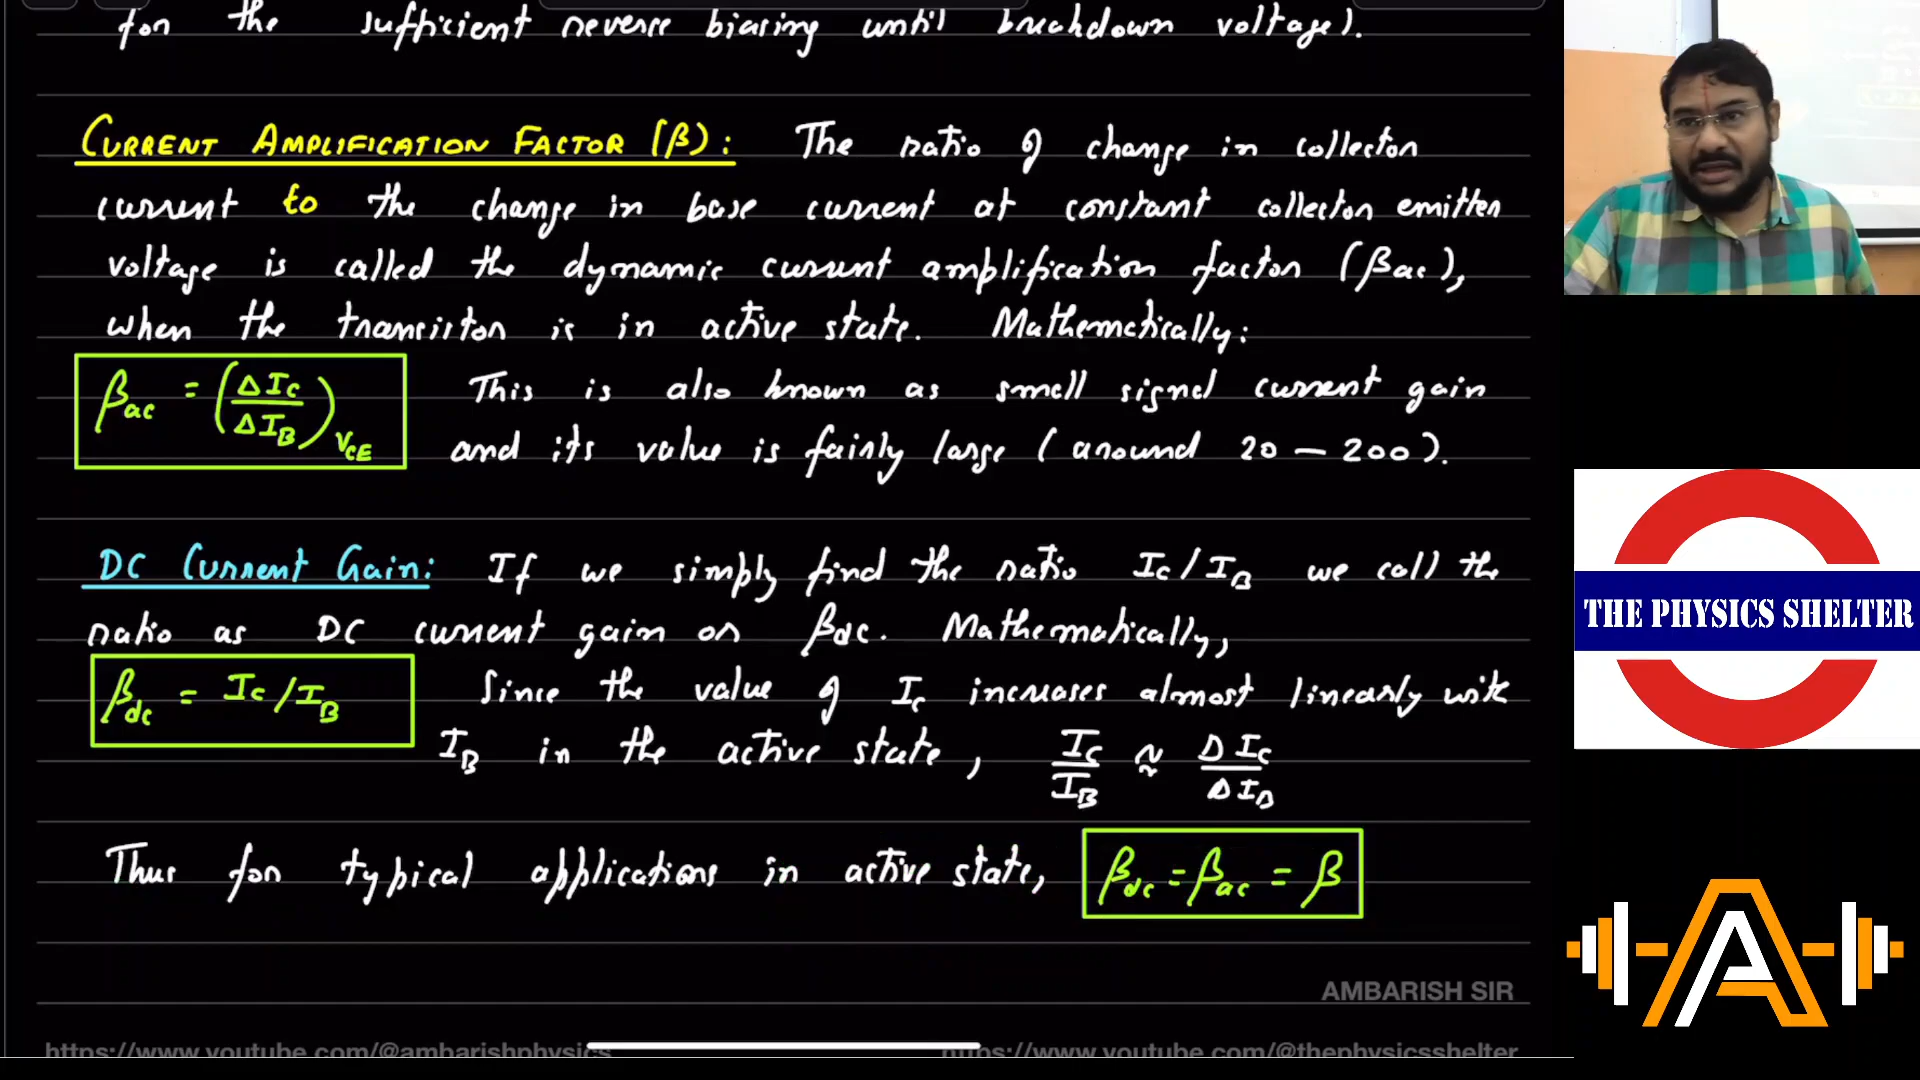 for the sufficient reverse biasing until breakdown voltage).
CURRENT AMPLIFICATION FACTOR (β): The ratio of change in collector
current to the change in base current at constant collector emitter
voltage is called the dynamic current amplification factor (βac),
when the transistor is in active state. Mathematically:
βac = (ΔIC/ΔIB)VCE This is also known as small signal current gain
and its value is fairly large (around 20 – 200).
DC Current Gain: If we simply find the ratio IC/IB we call the
ratio as DC current gain or βdc. Mathematically,
βdc = IC/IB Since the value of IC increases almost linearly with
IB in the active state, IC/IB ≈ ΔIC/ΔIB
Thus for typical applications in active state, βdc = βac = β
AMBARISH SIR
https://www.youtube.com/@ambarishphysics https://www.youtube.com/@thephysicsshelter
THE PHYSICS SHELTER
A